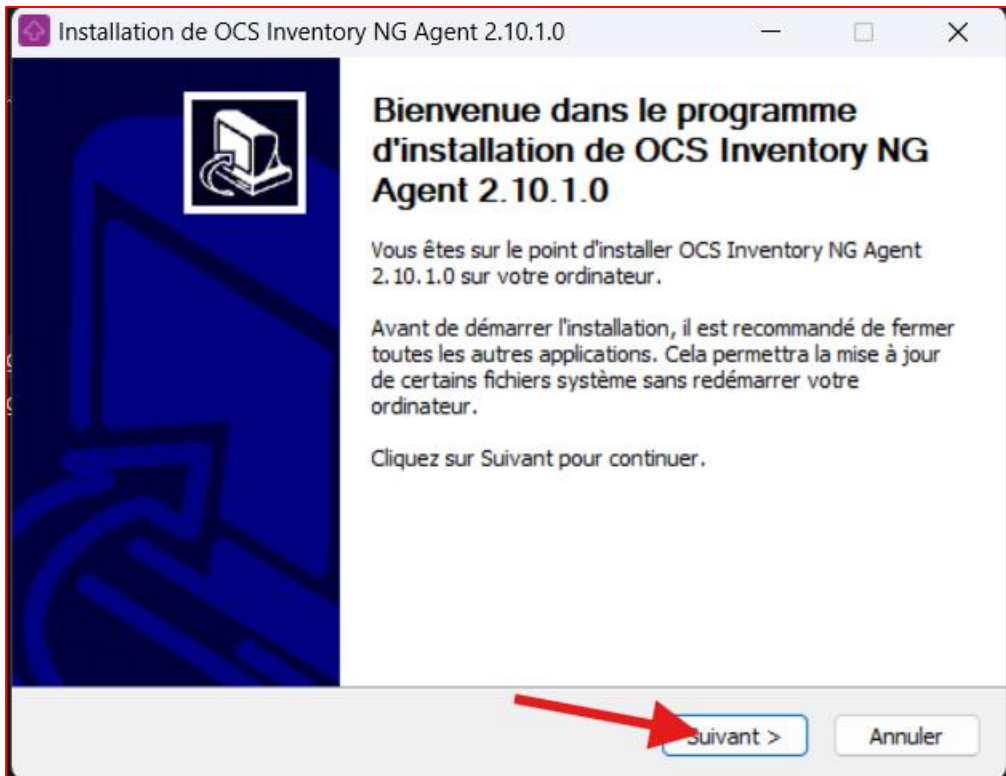 Installation de OCS Inventory NG Agent 2.10.1.0
Bienvenue dans le programme
d'installation de OCS Inventory NG
Agent 2.10.1.0
Vous êtes sur le point d'installer OCS Inventory NG Agent
2.10.1.0 sur votre ordinateur.
Avant de démarrer l'installation, il est recommandé de fermer
toutes les autres applications. Cela permettra la mise à jour
de certains fichiers système sans redémarrer votre
ordinateur.
Cliquez sur Suivant pour continuer.
Suivant >
Annuler